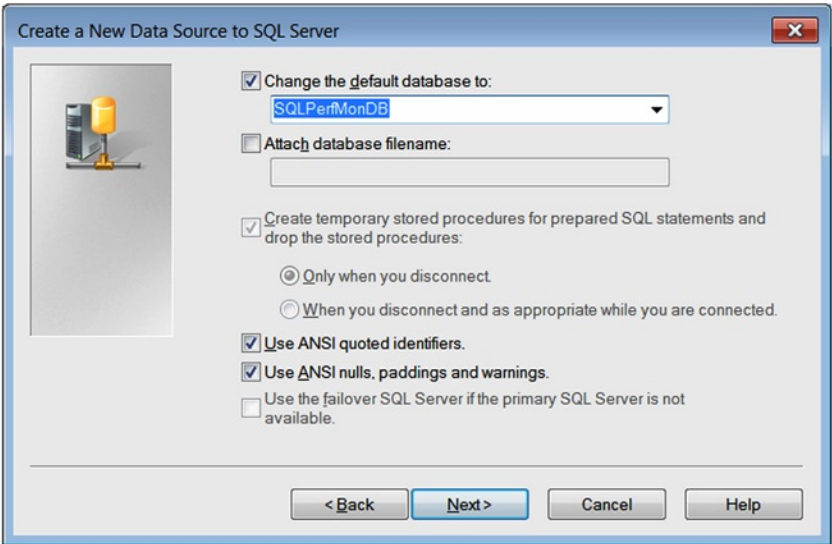 Create a New Data Source to SQL Server
Change the default database to:
SQLPerfMonDB
Attach database filename:
Create temporary stored procedures for prepared SQL statements and
drop the stored procedures:
Only when you disconnect.
When you disconnect and as appropriate while you are connected.
Use ANSI quoted identifiers.
Use ANSI nulls, paddings and warnings.
Use the failover SQL Server if the primary SQL Server is not
available.
< Back Next > Cancel Help